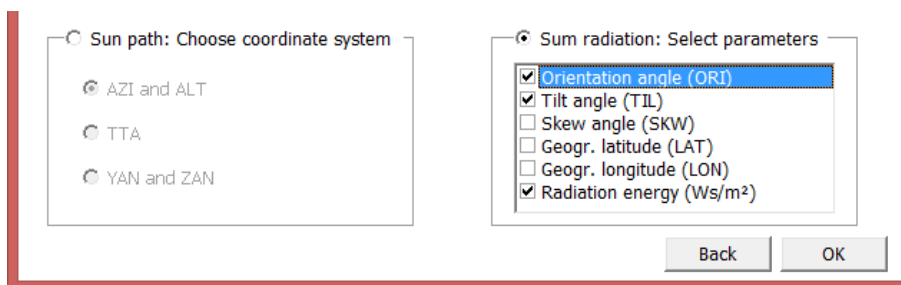 Sun path: Choose coordinate system
AZI and ALT
TTA
YAN and ZAN
Sum radiation: Select parameters
Orientation angle (ORI)
Tilt angle (TIL)
Skew angle (SKW)
Geogr. latitude (LAT)
Geogr. longitude (LON)
Radiation energy (Ws/m²)
Back
OK